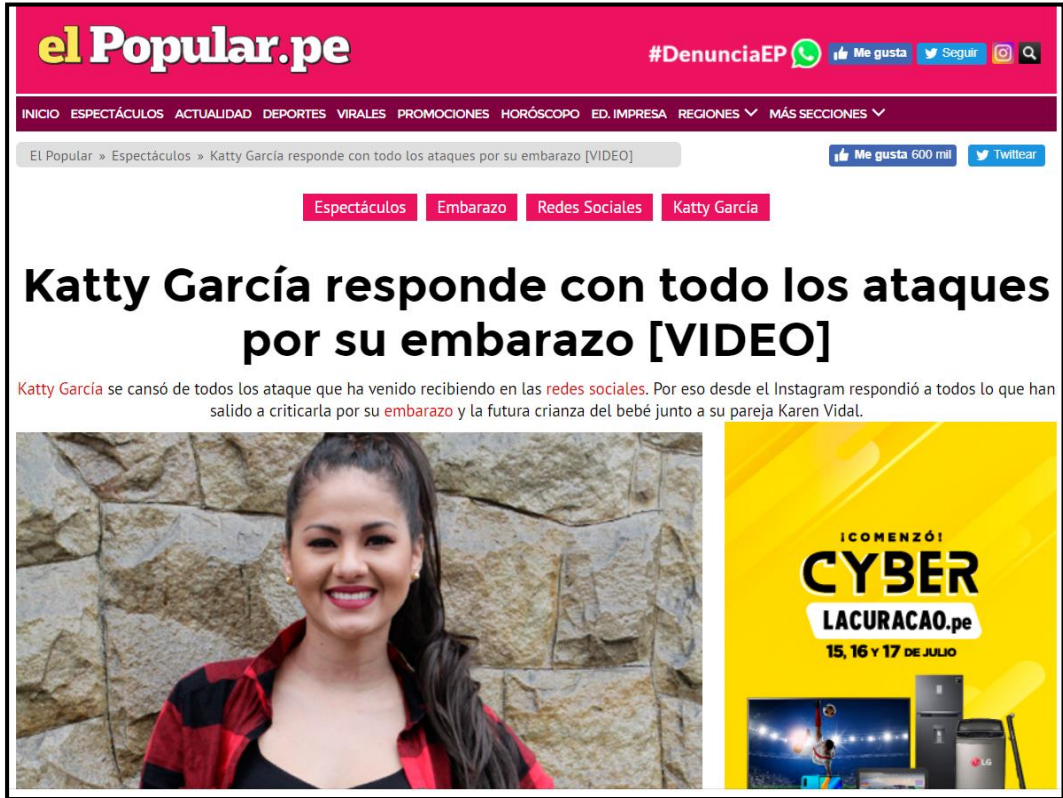 el Popular.pe
#DenunciaEP Me gusta Seguir
INICIO ESPECTÁCULOS ACTUALIDAD DEPORTES VIRALES PROMOCIONES HORÓSCOPO ED. IMPRESA REGIONES MÁS SECCIONES
El Popular » Espectáculos » Katty García responde con todo los ataques por su embarazo [VIDEO]
Me gusta 600 mil Twittear
Espectáculos Embarazo Redes Sociales Katty García
Katty García responde con todo los ataques
por su embarazo [VIDEO]
Katty García se cansó de todos los ataque que ha venido recibiendo en las redes sociales. Por eso desde el Instagram respondió a todos lo que han
salido a criticarla por su embarazo y la futura crianza del bebé junto a su pareja Karen Vidal.
¡COMENZÓ!
CYBER
LACURACAO.pe
15, 16 Y 17 DE JULIO
LG